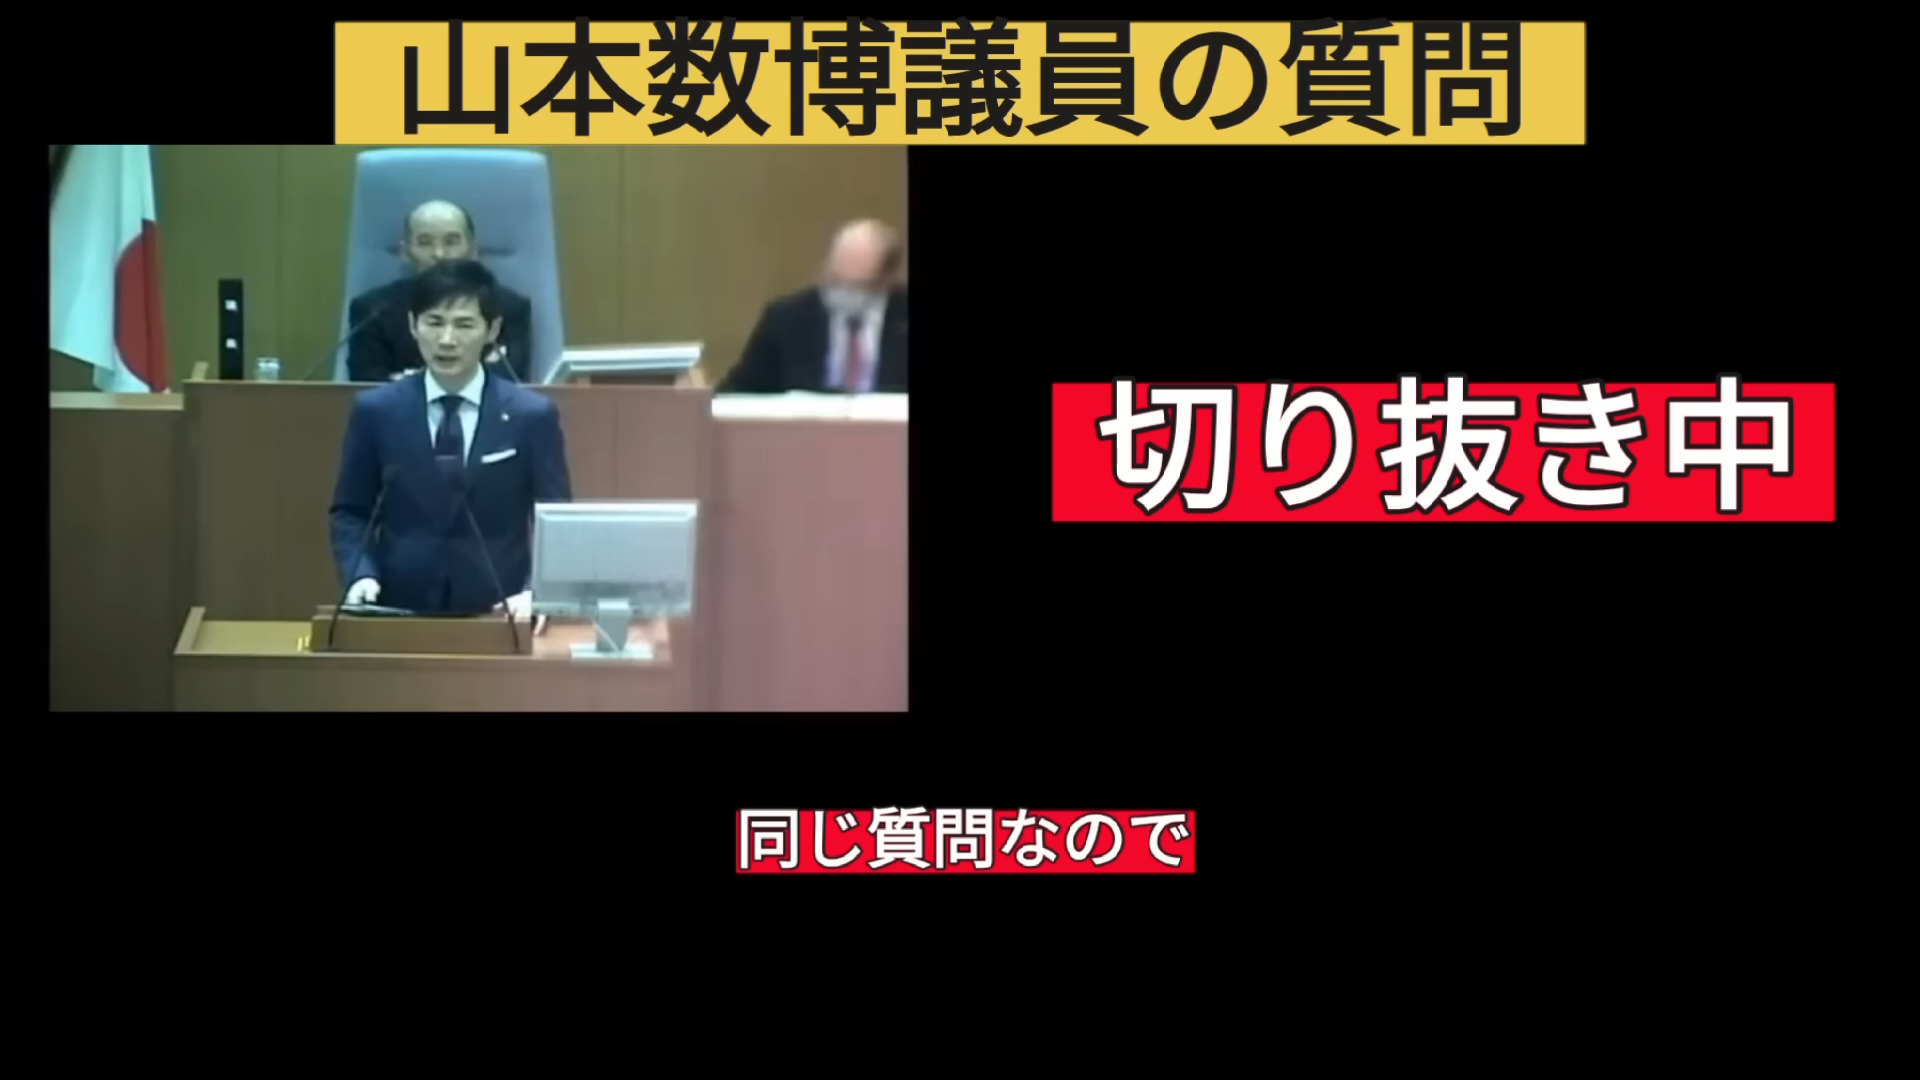 山本数博議員の質問
切り抜き中
同じ質問なので